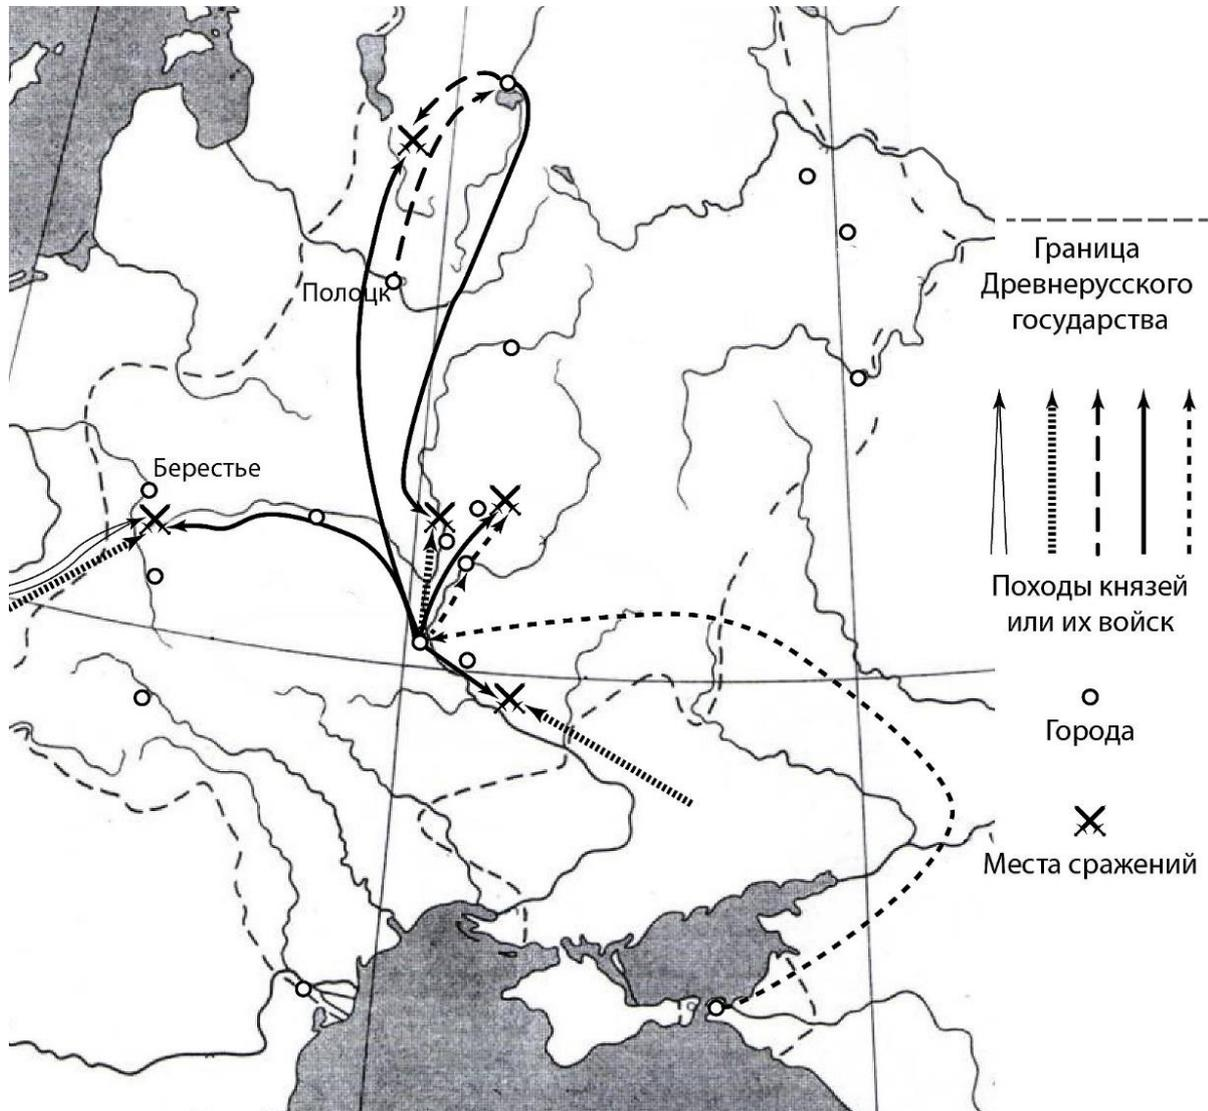 Полоцк
Берестье
Граница
Древнерусского
государства
Походы князей
или их войск
Города
Места сражений